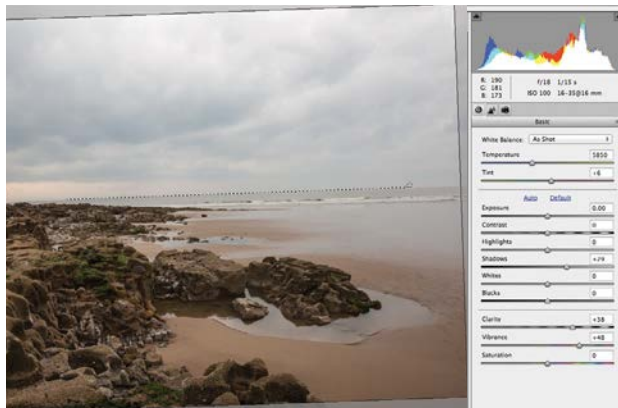 R: 190
G: 181
B: 173
f/18 1/15 s
ISO 100 16-35@16 mm
Basic
White Balance: As Shot
Temperature 5850
Tint +6
Auto Default
Exposure 0.00
Contrast 0
Highlights 0
Shadows +29
Whites 0
Blacks 0
Clarity +38
Vibrance +40
Saturation 0